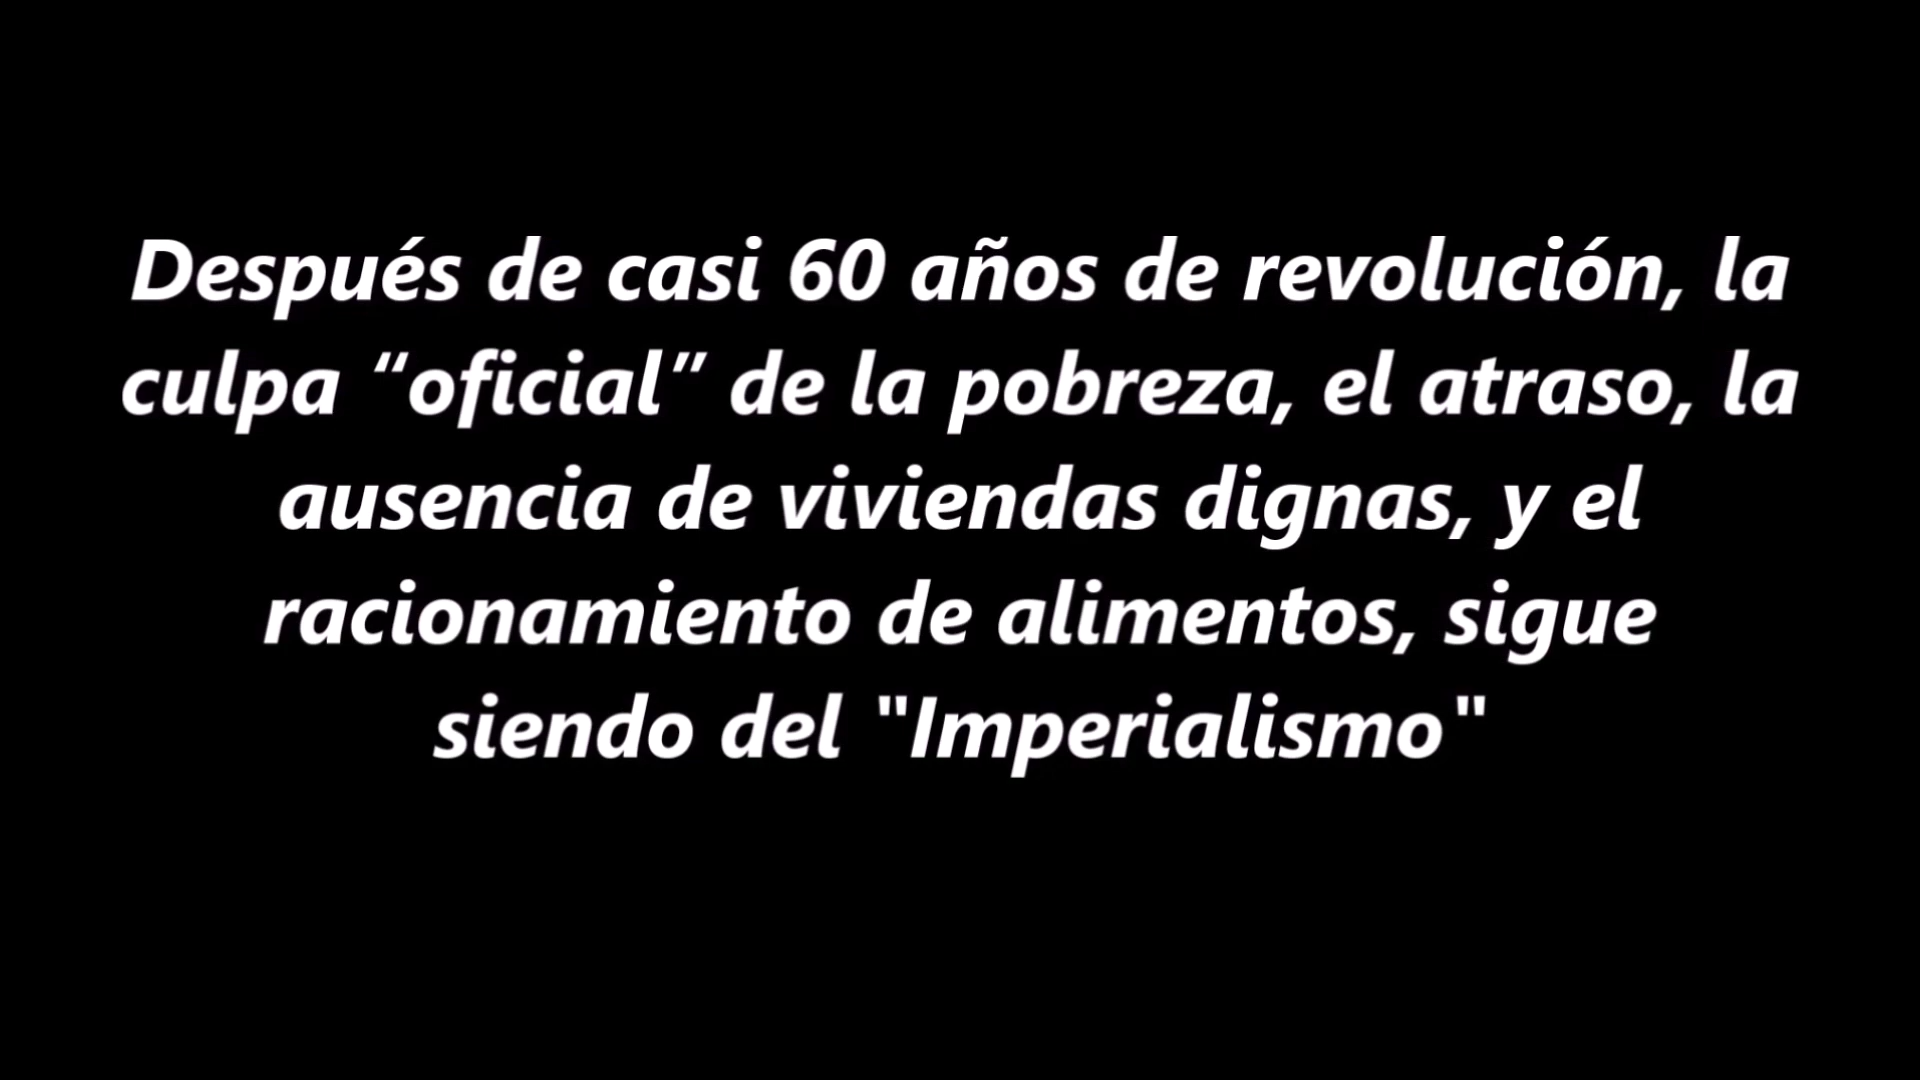 Después de casi 60 años de revolución, la
culpa “oficial” de la pobreza, el atraso, la
ausencia de viviendas dignas, y el
racionamiento de alimentos, sigue
siendo del "Imperialismo"